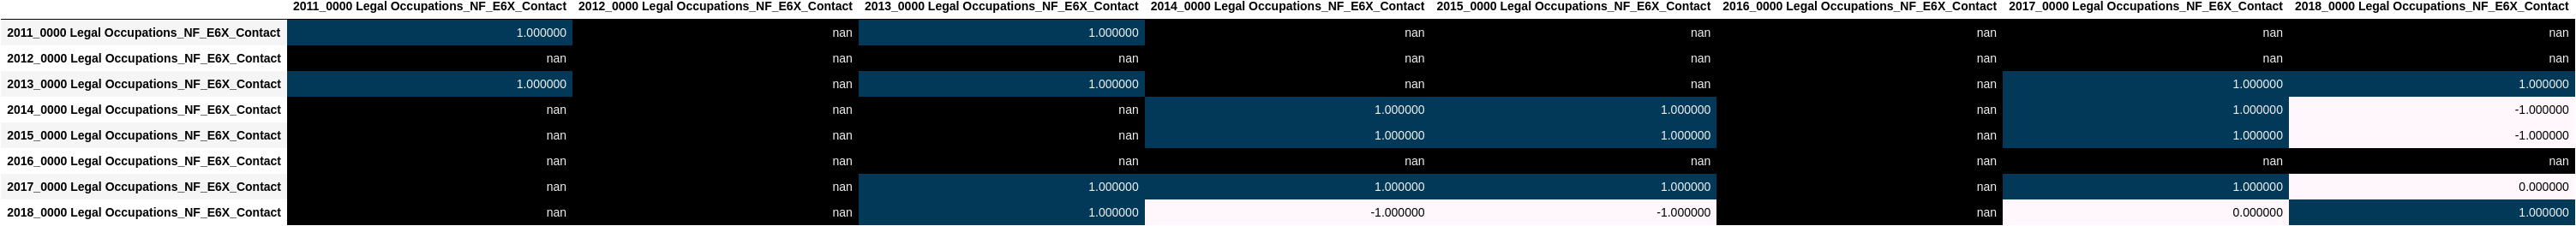 2011_0000 Legal Occupations_NF_E6X_Contact 2012_0000 Legal Occupations_NF_E6X_Contact 2013_0000 Legal Occupations_NF_E6X_Contact 2014_0000 Legal Occupations_NF_E6X_Contact 2015_0000 Legal Occupations_NF_E6X_Contact 2016_0000 Legal Occupations_NF_E6X_Contact 2017_0000 Legal Occupations_NF_E6X_Contact 2018_0000 Legal Occupations_NF_E6X_Contact
2011_0000 Legal Occupations_NF_E6X_Contact 1.000000 nan 1.000000 nan nan nan nan nan
2012_0000 Legal Occupations_NF_E6X_Contact nan nan nan nan nan nan nan nan
2013_0000 Legal Occupations_NF_E6X_Contact 1.000000 nan 1.000000 nan nan nan 1.000000 1.000000
2014_0000 Legal Occupations_NF_E6X_Contact nan nan nan 1.000000 1.000000 nan 1.000000 -1.000000
2015_0000 Legal Occupations_NF_E6X_Contact nan nan nan 1.000000 1.000000 nan 1.000000 -1.000000
2016_0000 Legal Occupations_NF_E6X_Contact nan nan nan nan nan nan nan nan
2017_0000 Legal Occupations_NF_E6X_Contact nan nan 1.000000 1.000000 1.000000 nan 1.000000 0.000000
2018_0000 Legal Occupations_NF_E6X_Contact nan nan 1.000000 -1.000000 -1.000000 nan 0.000000 1.000000